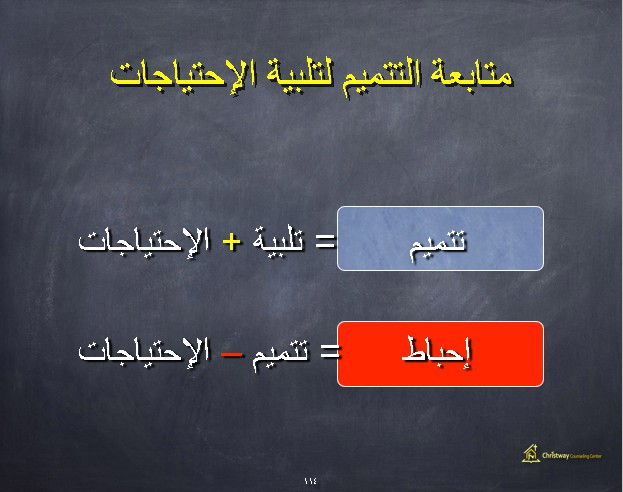 متابعة التتميم لتلبية الإحتياجات
تتميم = تلبية + الإحتياجات
إحباط = تتميم – الإحتياجات
Christway Counseling Center
١١٤